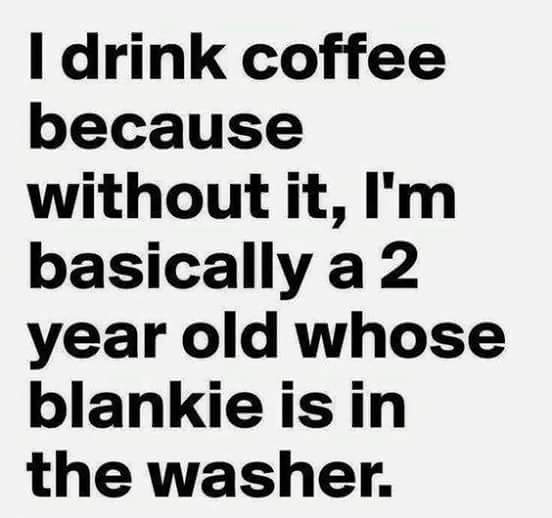 I drink coffee
because
without it, I'm
basically a 2
year old whose
blankie is in
the washer.